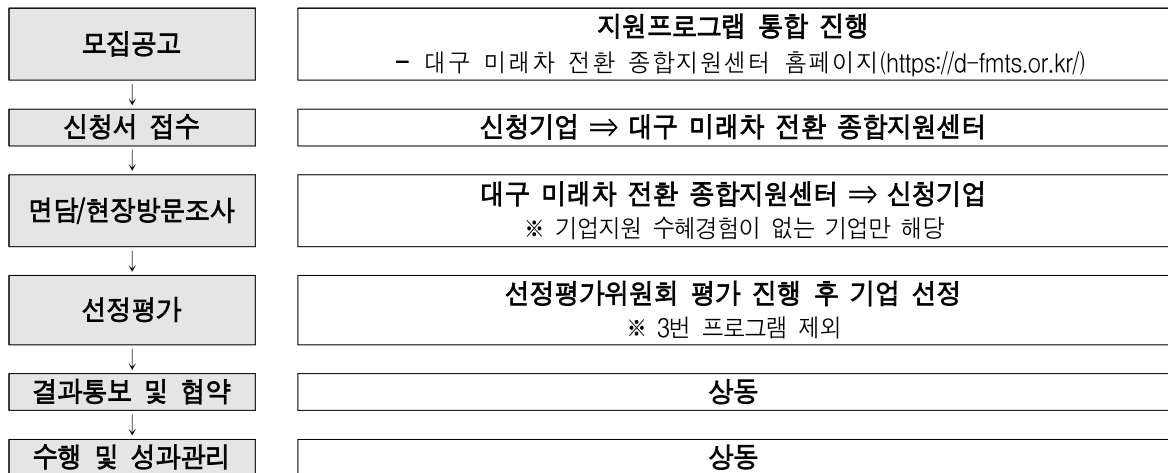 모집공고
지원프로그램 통합 진행
- 대구 미래차 전환 종합지원센터 홈페이지(https://d-fmts.or.kr/)
↓
신청서 접수
신청기업 ⇒ 대구 미래차 전환 종합지원센터
↓
면담/현장방문조사
대구 미래차 전환 종합지원센터 ⇒ 신청기업
※ 기업지원 수혜경험이 없는 기업만 해당
↓
선정평가
선정평가위원회 평가 진행 후 기업 선정
※ 3번 프로그램 제외
↓
결과통보 및 협약
상동
↓
수행 및 성과관리
상동